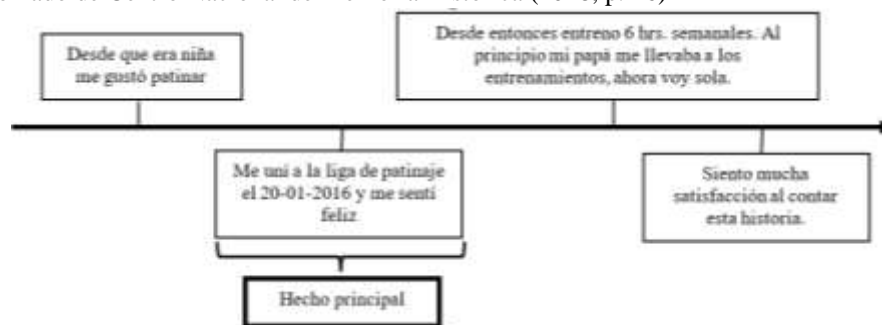 Desde que era niña
me gustó patinar
Desde entonces entreno 6 hrs. semanales. Al
principio mi papá me llevaba a los
entrenamientos, ahora voy sola.
Me uní a la liga de patinaje
el 20-01-2016 y me sentí
feliz
Siento mucha
satisfacción al contar
esta historia.
Hecho principal